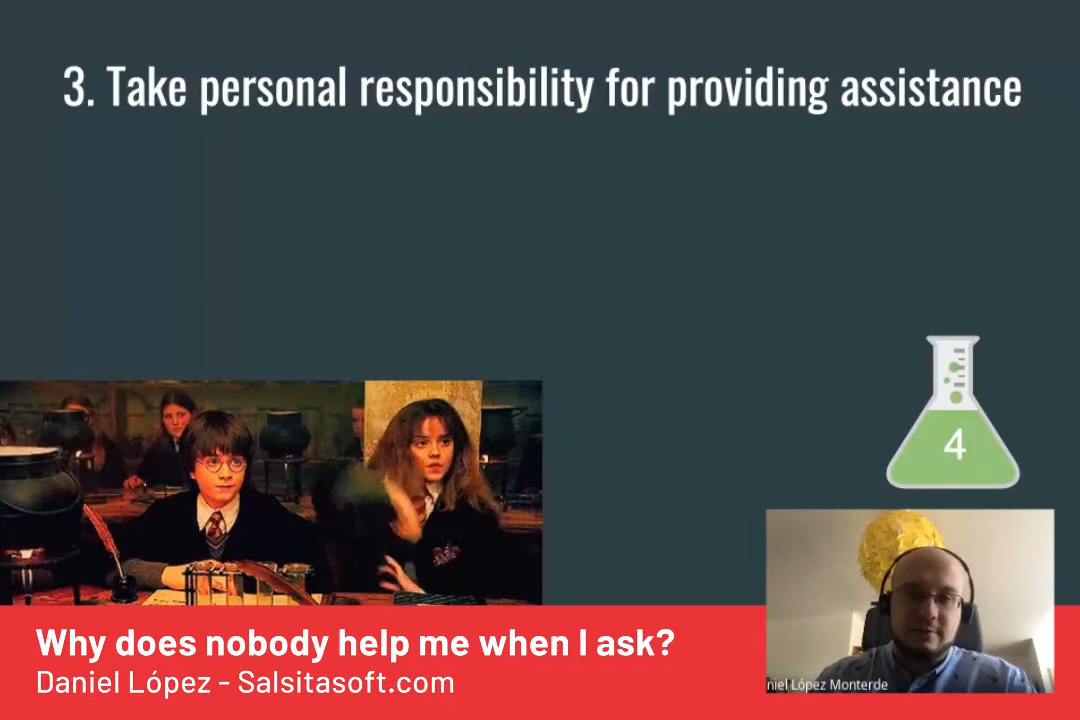 3. Take personal responsibility for providing assistance
4
Why does nobody help me when I ask?
Daniel López - Salsitasoft.com
niel López Monterde